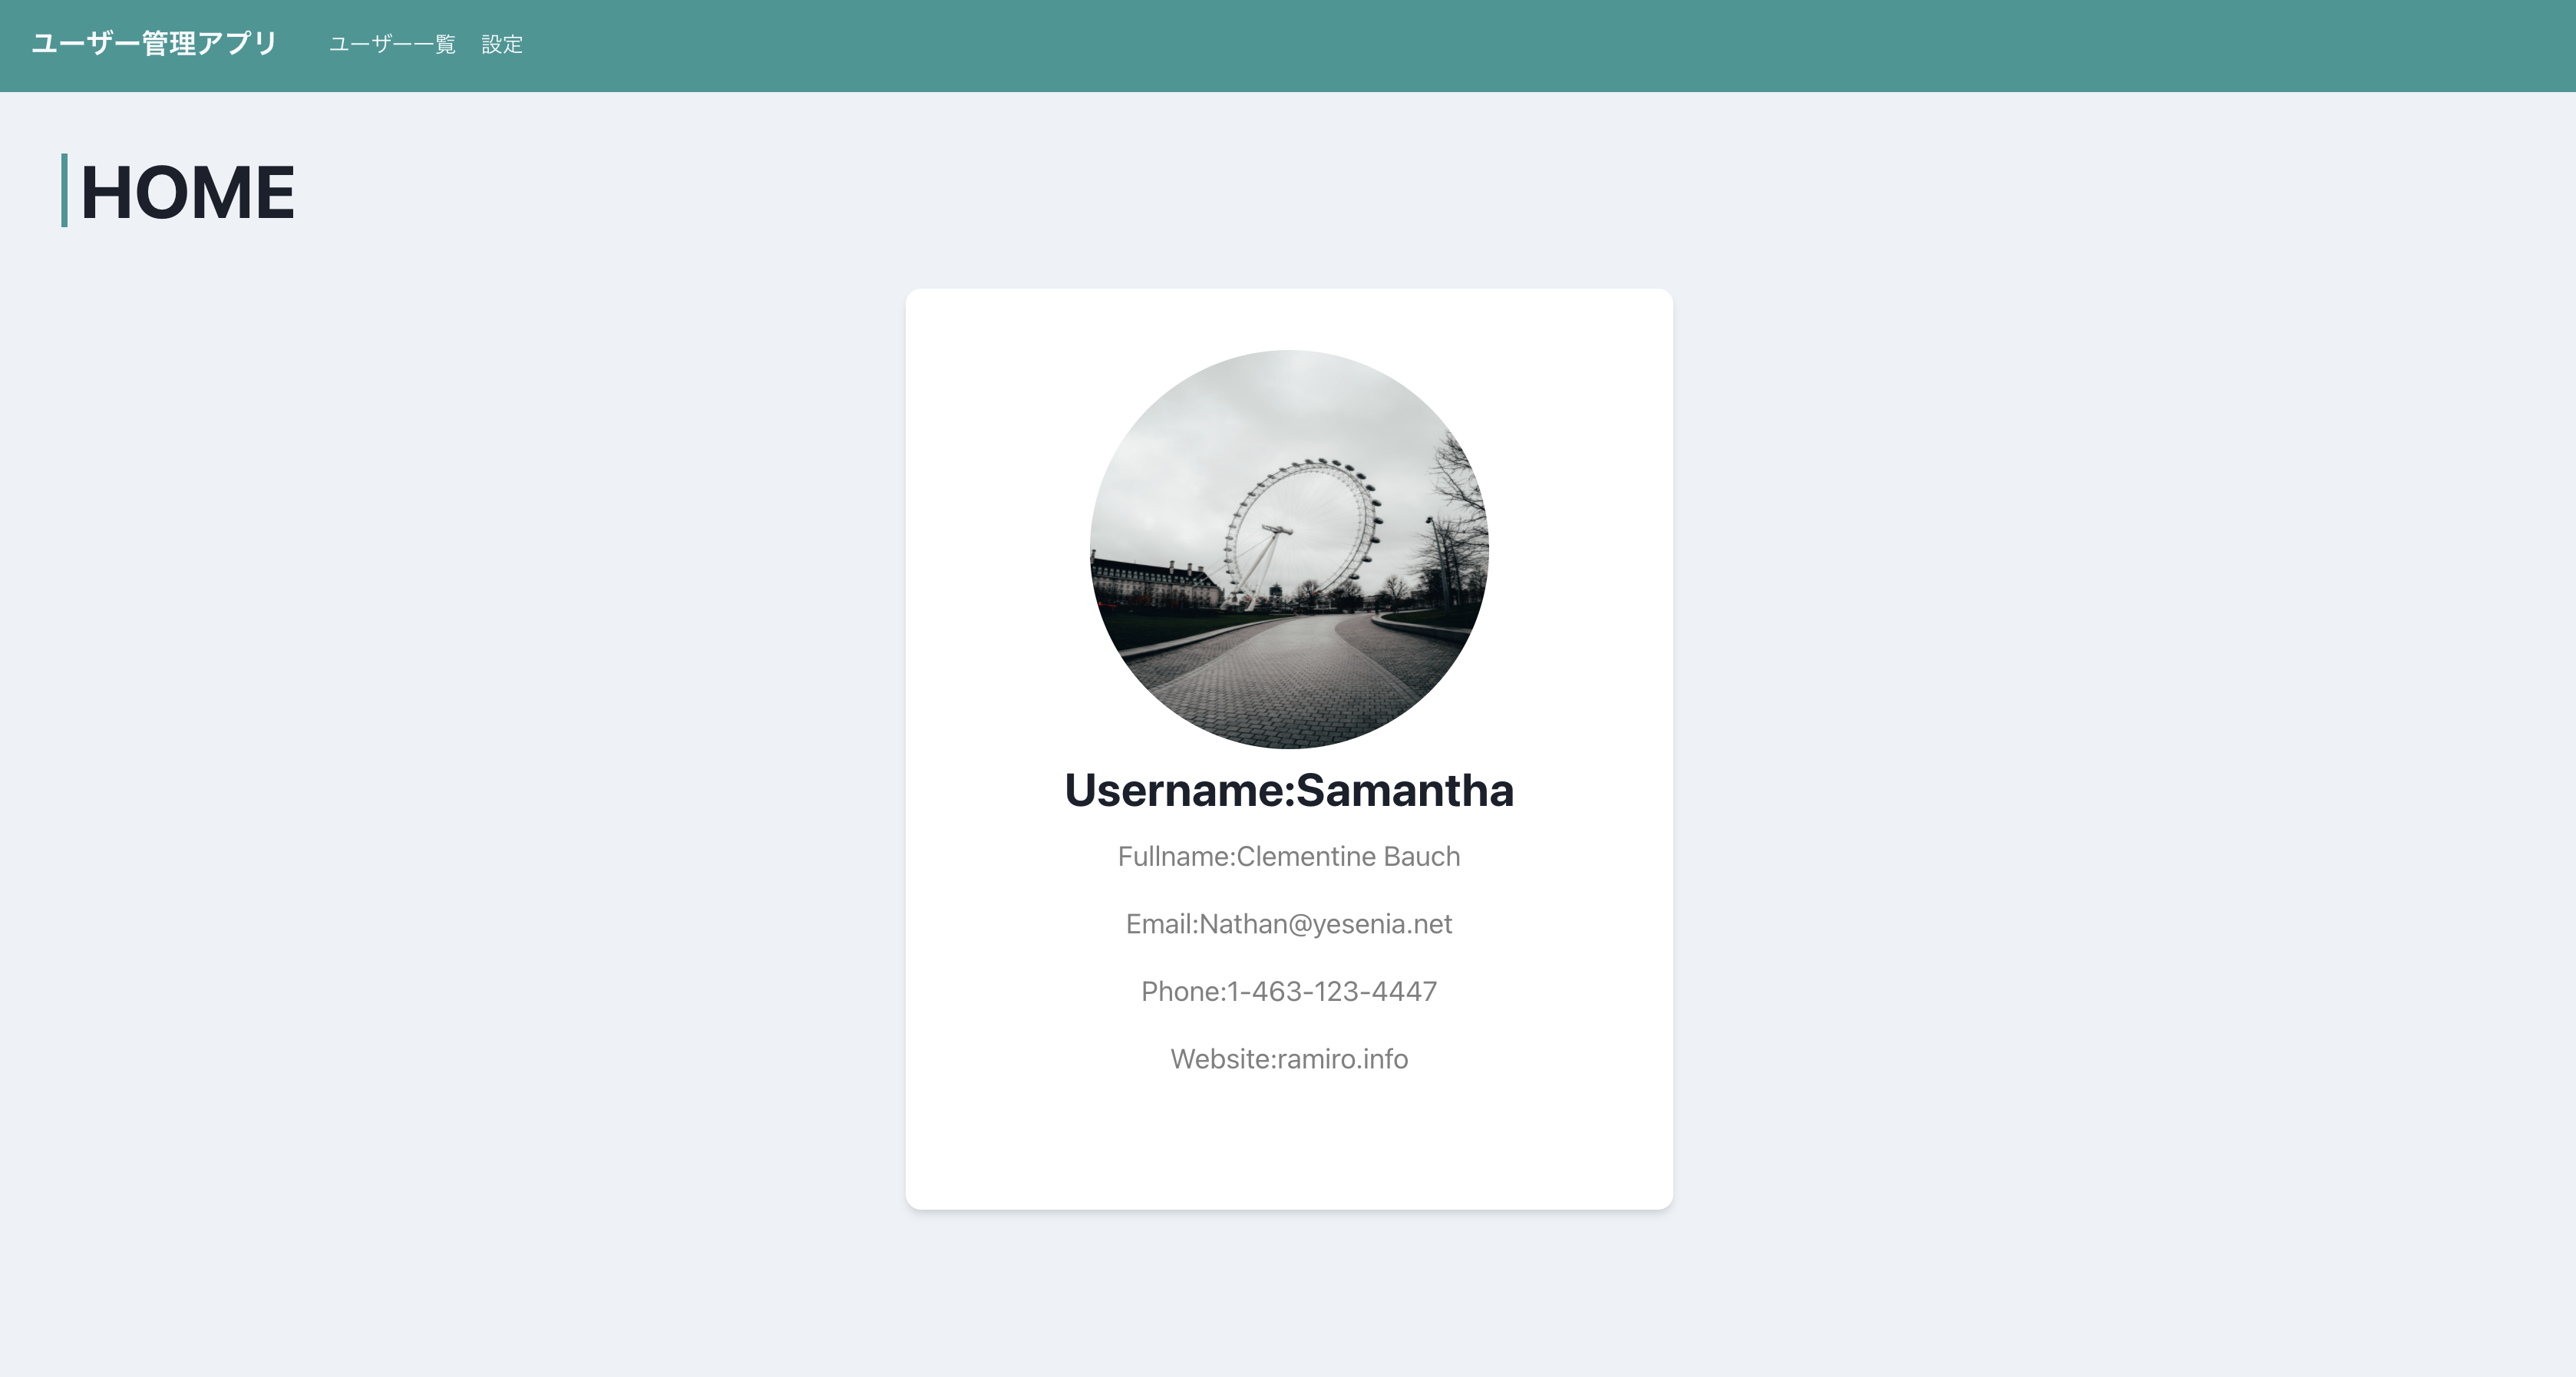 ユーザー管理アプリ ユーザー一覧 設定
HOME
Username:Samantha
Fullname:Clementine Bauch
Email:Nathan@yesenia.net
Phone:1-463-123-4447
Website:ramiro.info